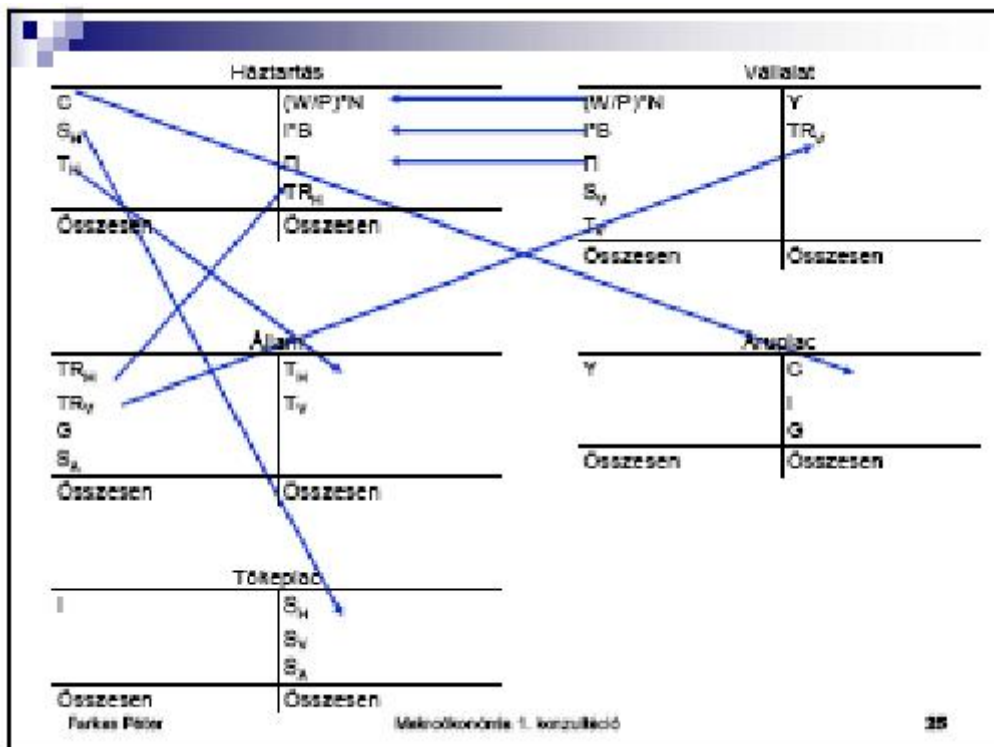 Háztartás
C (W/P)*N
S_H i*B
T_H Π
TR_H
Összesen Összesen
Vállalat
(W/P)*N Y
i*B TR_V
Π
S_V
T_V
Összesen Összesen
Állam
TR_H T_H
TR_V T_V
G
S_A
Összesen Összesen
Árupiac
Y C
I
G
Összesen Összesen
Tőkepiac
I S_H
S_V
S_A
Összesen Összesen
Farkas Péter Makroökonómia 1. konzultáció 25